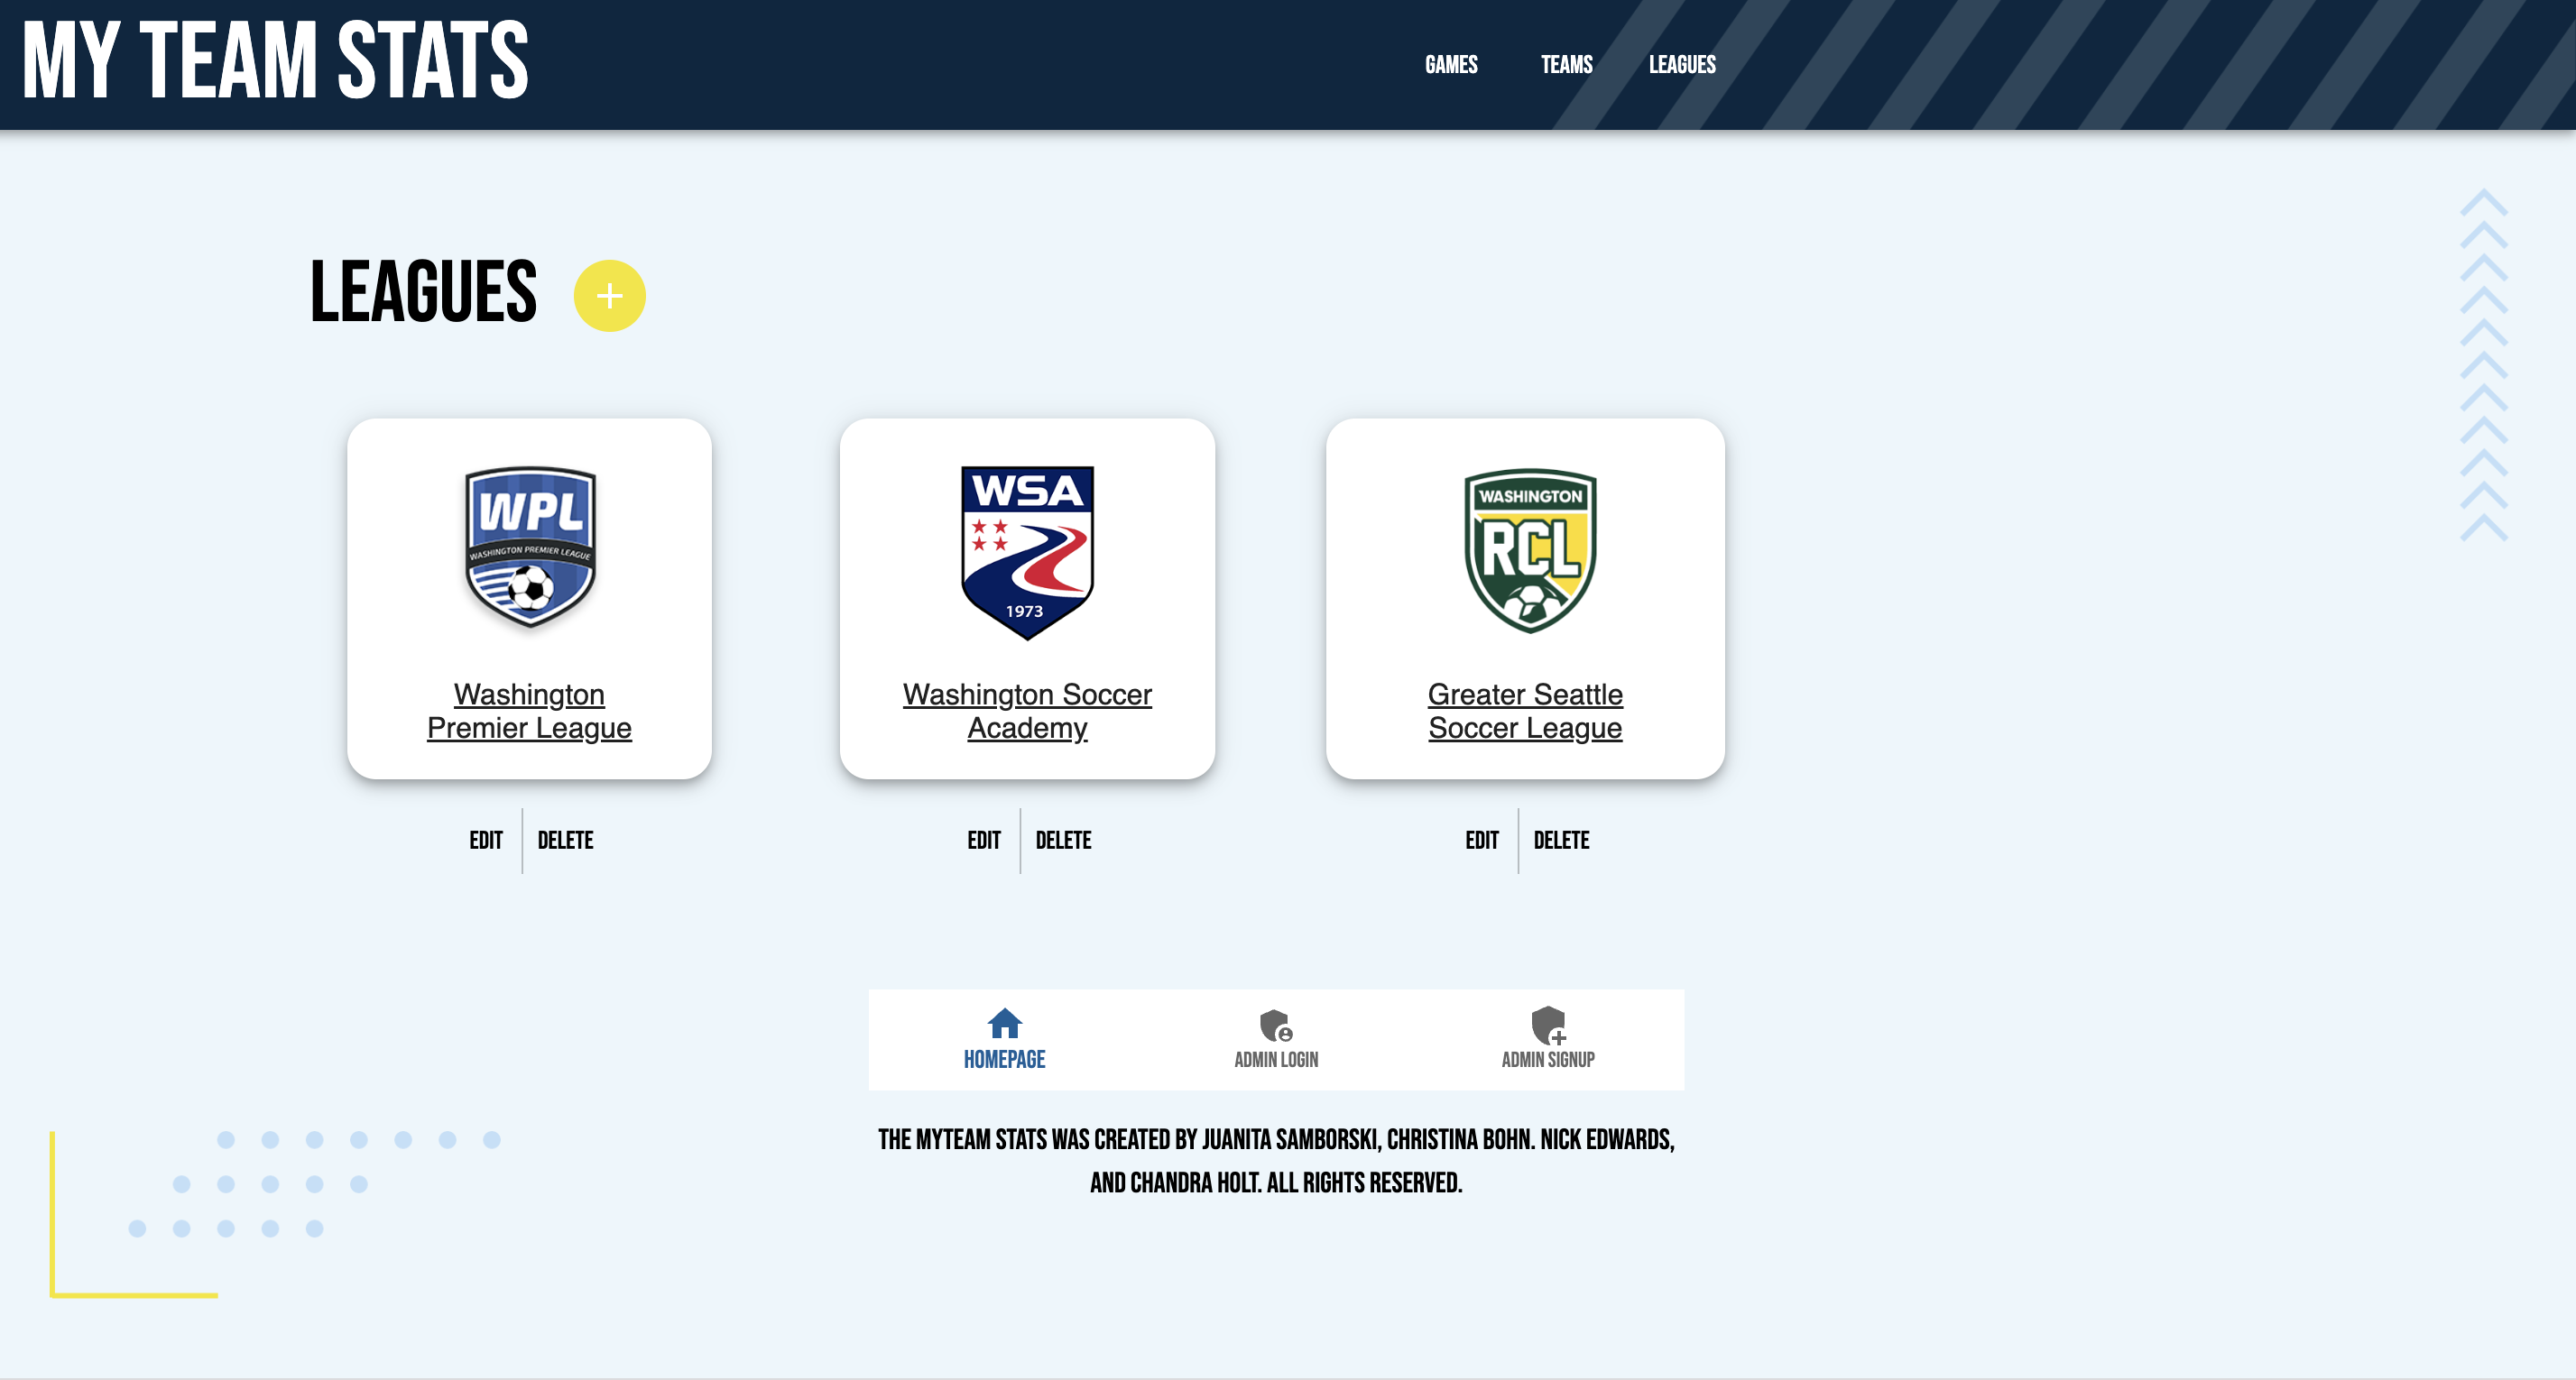 MY TEAM STATS
GAMES TEAMS LEAGUES
LEAGUES +
WPL
WASHINGTON PREMIER LEAGUE
WSA
1973
WASHINGTON
RCL
Washington
Premier League
Washington Soccer
Academy
Greater Seattle
Soccer League
EDIT DELETE
EDIT DELETE
EDIT DELETE
HOMEPAGE
ADMIN LOGIN
ADMIN SIGNUP
THE MYTEAM STATS WAS CREATED BY JUANITA SAMBORSKI, CHRISTINA BOHN. NICK EDWARDS,
AND CHANDRA HOLT. ALL RIGHTS RESERVED.